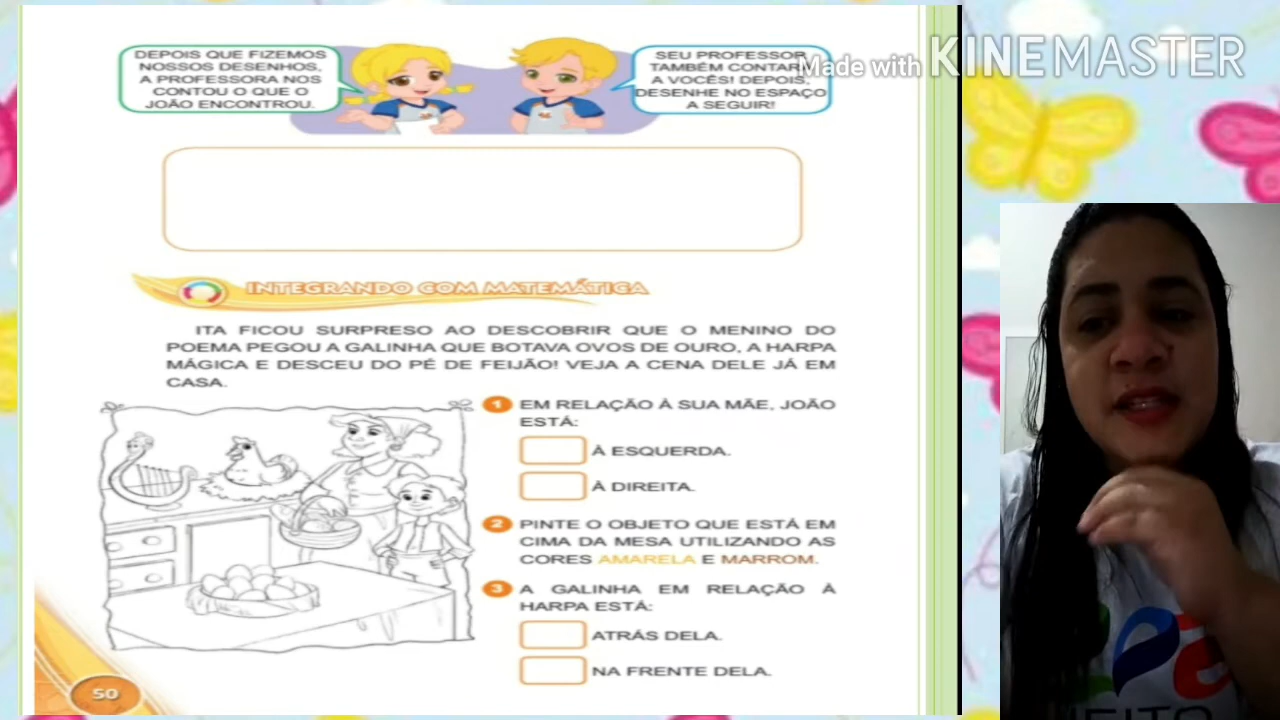 DEPOIS QUE FIZEMOS
NOSSOS DESENHOS,
A PROFESSORA NOS
CONTOU O QUE O
JOÃO ENCONTROU.
SEU PROFESSOR
TAMBÉM CONTARÁ
A VOCÊS! DEPOIS,
DESENHE NO ESPAÇO
A SEGUIR!
Made with KINEMASTER
INTEGRANDO COM MATEMÁTICA
ITA FICOU SURPRESO AO DESCOBRIR QUE O MENINO DO
POEMA PEGOU A GALINHA QUE BOTAVA OVOS DE OURO, A HARPA
MÁGICA E DESCEU DO PÉ DE FEIJÃO! VEJA A CENA DELE JÁ EM
CASA.
1 EM RELAÇÃO À SUA MÃE, JOÃO
ESTÁ:
À ESQUERDA.
À DIREITA.
2 PINTE O OBJETO QUE ESTÁ EM
CIMA DA MESA UTILIZANDO AS
CORES AMARELA E MARROM.
3 A GALINHA EM RELAÇÃO À
HARPA ESTÁ:
ATRÁS DELA.
NA FRENTE DELA.
50